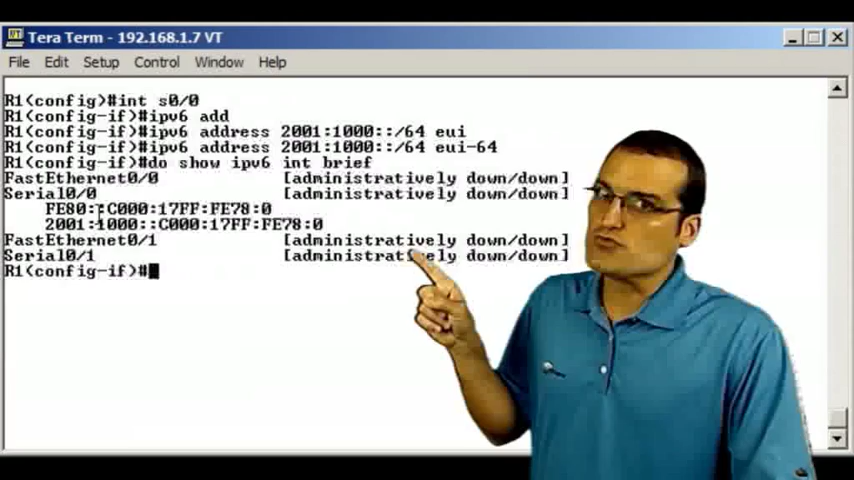 Tera Term - 192.168.1.7 VT
File Edit Setup Control Window Help
R1(config)#int s0/0
R1(config-if)#ipv6 add
R1(config-if)#ipv6 address 2001:1000::/64 eui
R1(config-if)#ipv6 address 2001:1000::/64 eui-64
R1(config-if)#do show ipv6 int brief
FastEthernet0/0 [administratively down/down]
Serial0/0 [administratively down/down]
FE80::C000:17FF:FE78:0
2001:1000::C000:17FF:FE78:0
FastEthernet0/1 [administratively down/down]
Serial0/1 [administratively down/down]
R1(config-if)#